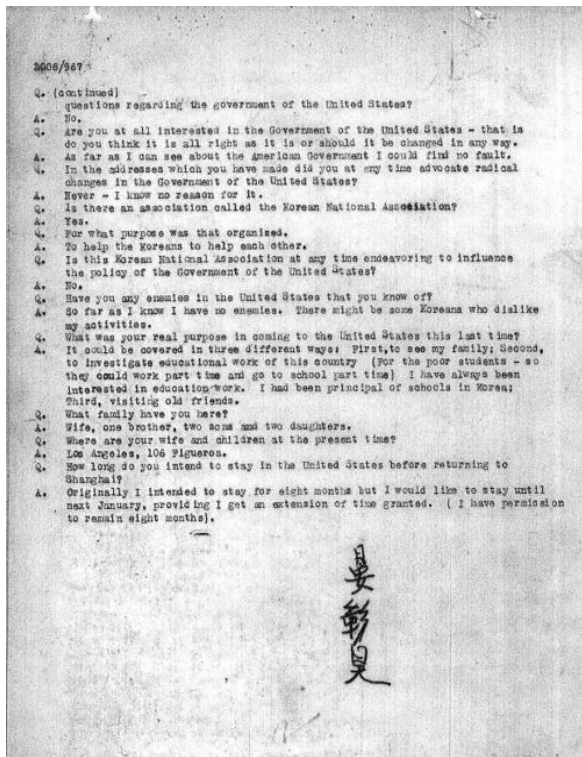 3008/967
Q. (continued)
questions regarding the government of the United States?
A. No.
Q. Are you at all interested in the Government of the United States - that is
do you think it is all right as it is or should it be changed in any way.
A. As far as I can see about the American Government I could find no fault.
Q. In the addresses which you have made did you at any time advocate radical
changes in the Government of the United States?
A. Never - I know no reason for it.
Q. Is there an association called the Korean National Association?
A. Yes.
Q. For what purpose was that organized.
A. To help the Koreans to help each other.
Q. Is this Korean National Association at any time endeavoring to influence
the policy of the Government of the United States?
A. No.
Q. Have you any enemies in the United States that you know of?
A. So far as I know I have no enemies. There might be some Koreans who dislike
my activities.
Q. What was your real purpose in coming to the United States this last time?
A. It could be covered in three different ways; First, to see my family; Second,
to investigate educational work of this country (For the poor students - so
they could work part time and go to school part time) I have always been
interested in education work. I had been principal of schools in Korea;
Third, visiting old friends.
Q. What family have you here?
A. Wife, one brother, two sons and two daughters.
Q. Where are your wife and children at the present time?
A. Los Angeles, 106 Figueroa.
Q. How long do you intend to stay in the United States before returning to
Shanghai?
A. Originally I intended to stay for eight months but I would like to stay until
next January, providing I get an extension of time granted. ( I have permission
to remain eight months).
晏彰昊